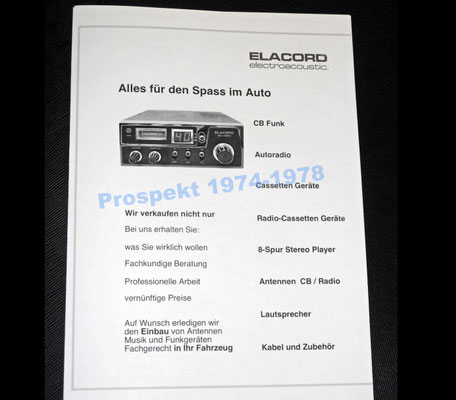 ELACORD
electroacoustic.
Alles für den Spass im Auto
ELACORD
40
CB Funk
Autoradio
Cassetten Geräte
Prospekt 1974-1978
Wir verkaufen nicht nur
Bei uns erhalten Sie:
was Sie wirklich wollen
Fachkundige Beratung
Professionelle Arbeit
vernünftige Preise
Auf Wunsch erledigen wir
den Einbau von Antennen
Musik und Funkgeräten
Fachgerecht in Ihr Fahrzeug
Radio-Cassetten Geräte
8-Spur Stereo Player
Antennen CB / Radio
Lautsprecher
Kabel und Zubehör